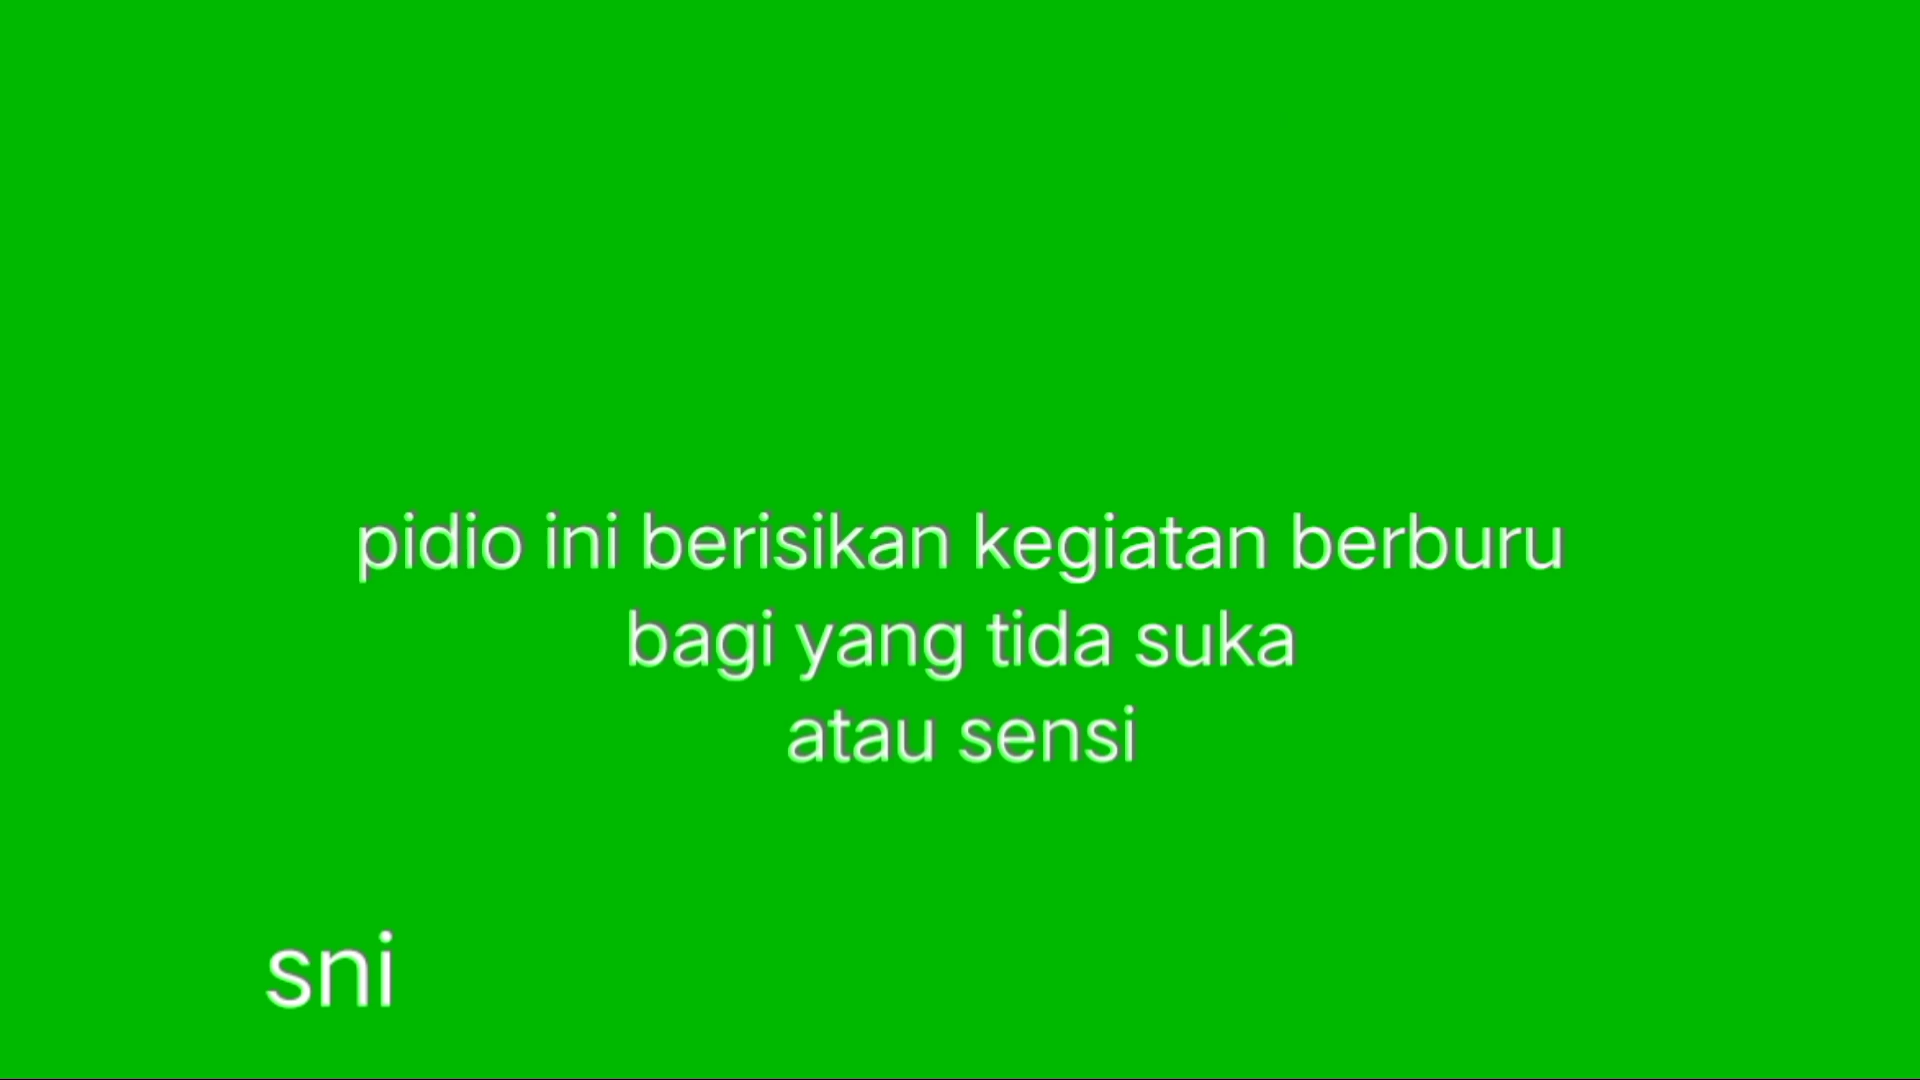 pidio ini berisikan kegiatan berburu
bagi yang tida suka
atau sensi
sni